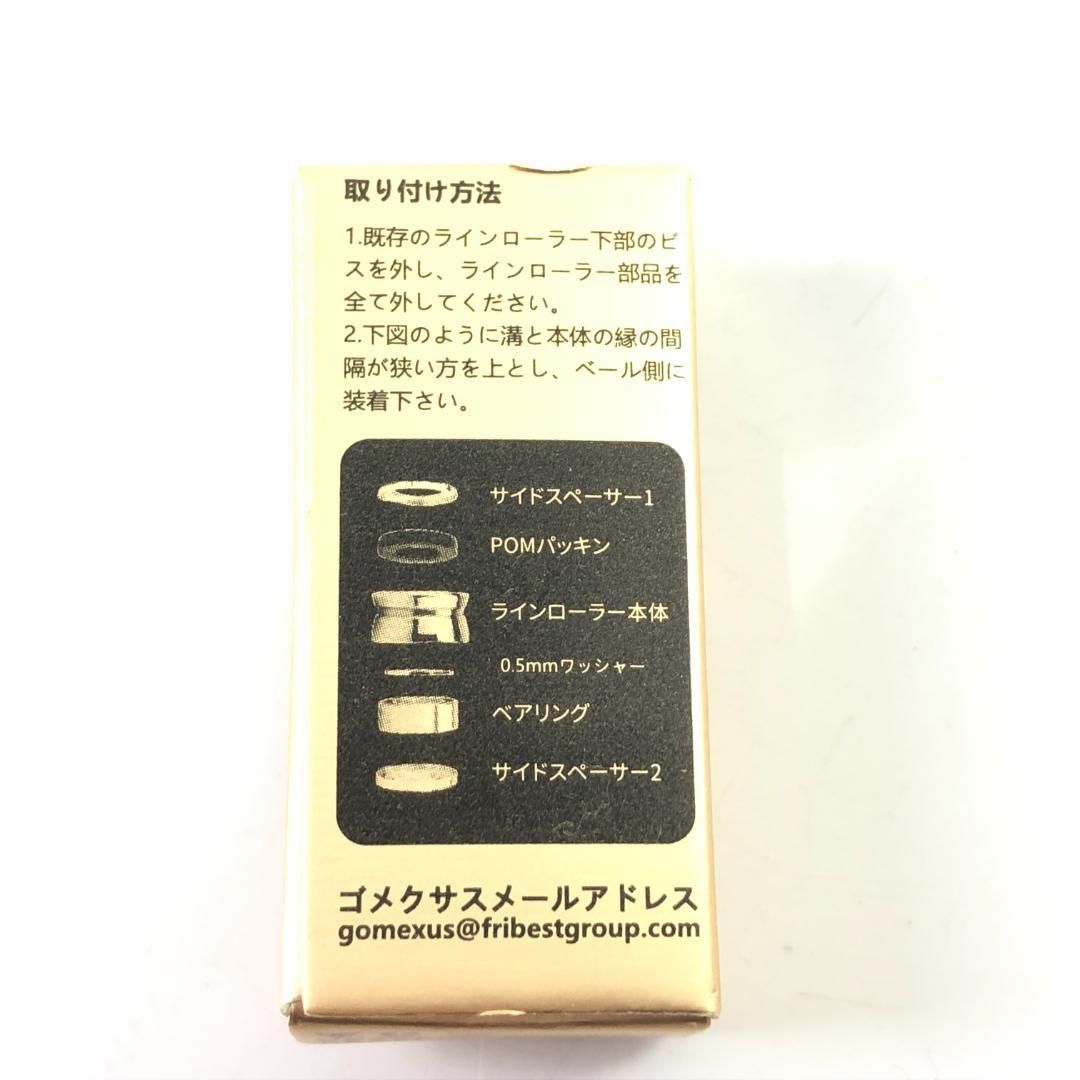 取り付け方法
1.既存のラインローラー下部のビ
スを外し、ラインローラー部品を
全て外してください。
2.下図のように溝と本体の縁の間
隔が狭い方を上とし、ベール側に
装着下さい。
サイドスペーサー1
POMパッキン
ラインローラー本体
0.5mmワッシャー
ベアリング
サイドスペーサー2
ゴメクサスメールアドレス
gomexus@fribestgroup.com